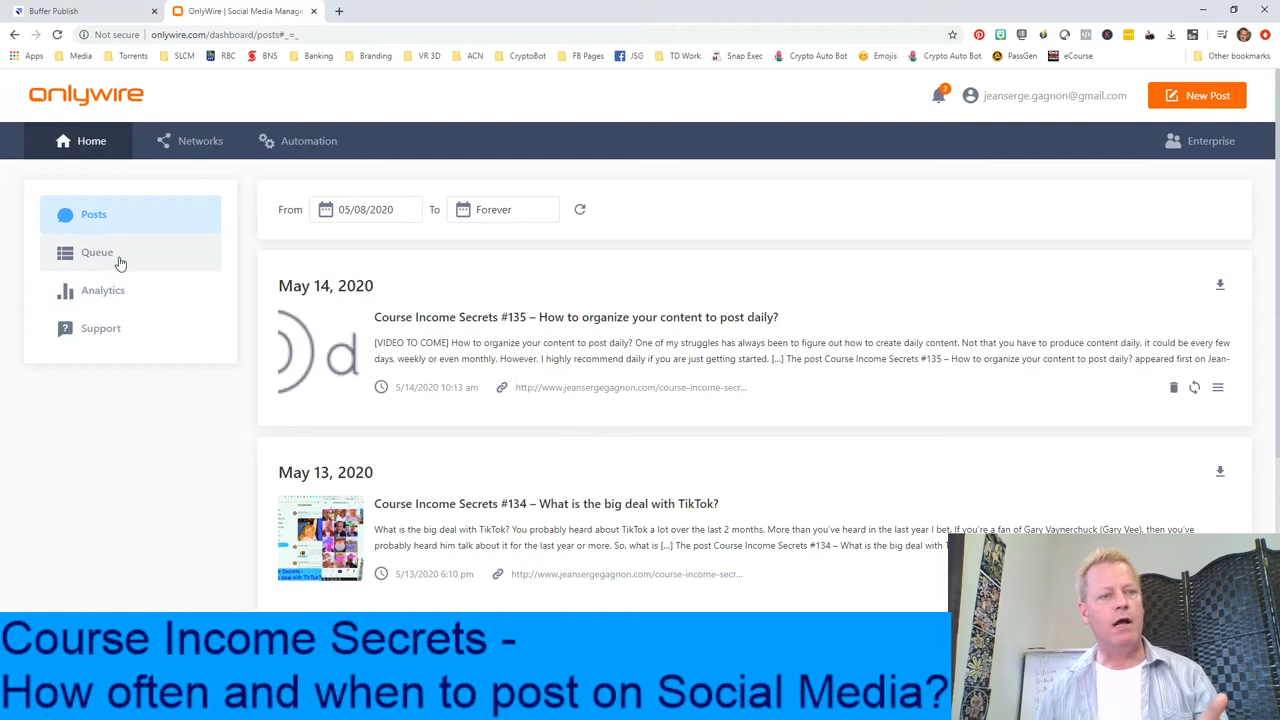 Buffer Publish
OnlyWire | Social Media Manage
Not secure | onlywire.com/dashboard/posts#_=_
Apps Media Torrents SLCM RBC BNS Banking Branding VR 3D ACN CryptoBot FB Pages JSG TD Work Snap Exec Crypto Auto Bot Emojis Crypto Auto Bot PassGen eCourse Other bookmarks
onlywire
2
jeanserge.gagnon@gmail.com
New Post
Home Networks Automation Enterprise
Posts
Queue
Analytics
Support
From 05/08/2020 To Forever
May 14, 2020
Course Income Secrets #135 – How to organize your content to post daily?
[VIDEO TO COME] How to organize your content to post daily? One of my struggles has always been to figure out how to create daily content. Not that you have to produce content daily, it could be every few
days, weekly or even monthly. However, I highly recommend daily if you are just getting started. [...] The post Course Income Secrets #135 – How to organize your content to post daily? appeared first on Jean-
5/14/2020 10:13 am http://www.jeansergegagnon.com/course-income-secr...
May 13, 2020
Course Income Secrets #134 – What is the big deal with TikTok?
What is the big deal with TikTok? You probably heard about TikTok a lot over the last 2 months. More than you've heard in the last year I bet. If you're a fan of Gary Vaynerchuck (Gary Vee), then you've
probably heard him talk about it for the last year or more. So, what is [...] The post Course Income Secrets #134 – What is the big deal with
5/13/2020 6:10 pm http://www.jeansergegagnon.com/course-income-secr...
Course Income Secrets -
How often and when to post on Social Media?